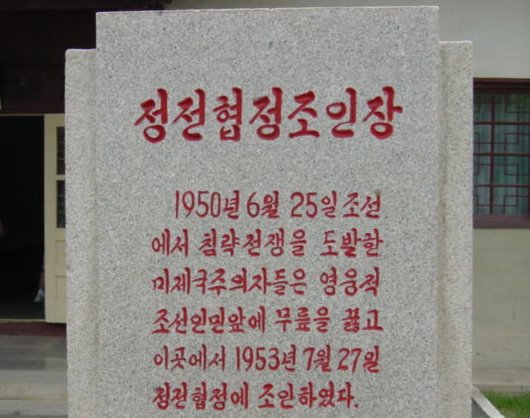 정전협정조인장
1950년 6월 25일 조선
에서 침략전쟁을 도발한
미제국주의자들은 영웅적
조선인민앞에 무릎을 꿇고
이곳에서 1953년 7월 27일
정전협정에 조인하였다.